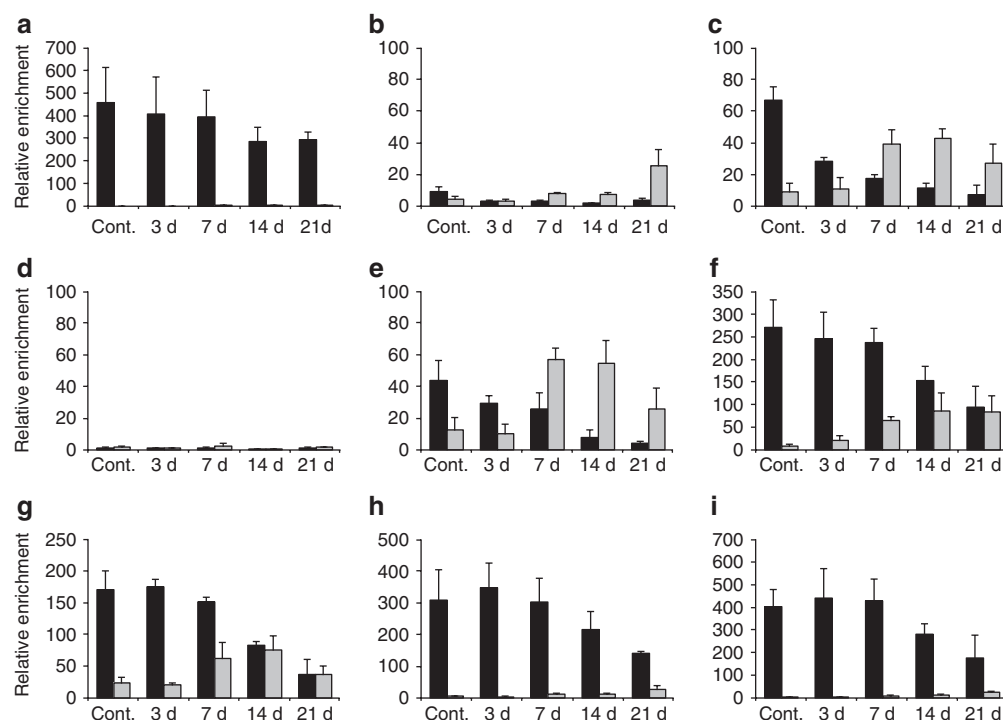 a b c
Relative enrichment
700 600 500 400 300 200 100 0
Cont. 3 d 7 d 14 d 21d
100 80 60 40 20 0
Cont. 3 d 7 d 14 d 21 d
100 80 60 40 20 0
Cont. 3 d 7 d 14 d 21 d
d e f
Relative enrichment
100 80 60 40 20 0
Cont. 3 d 7 d 14 d 21 d
100 80 60 40 20 0
Cont. 3 d 7 d 14 d 21 d
350 300 250 200 150 100 50 0
Cont. 3 d 7 d 14 d 21 d
g h i
Relative enrichment
250 200 150 100 50 0
Cont. 3 d 7 d 14 d 21 d
500 400 300 200 100 0
Cont. 3 d 7 d 14 d 21 d
700 600 500 400 300 200 100 0
Cont. 3 d 7 d 14 d 21 d